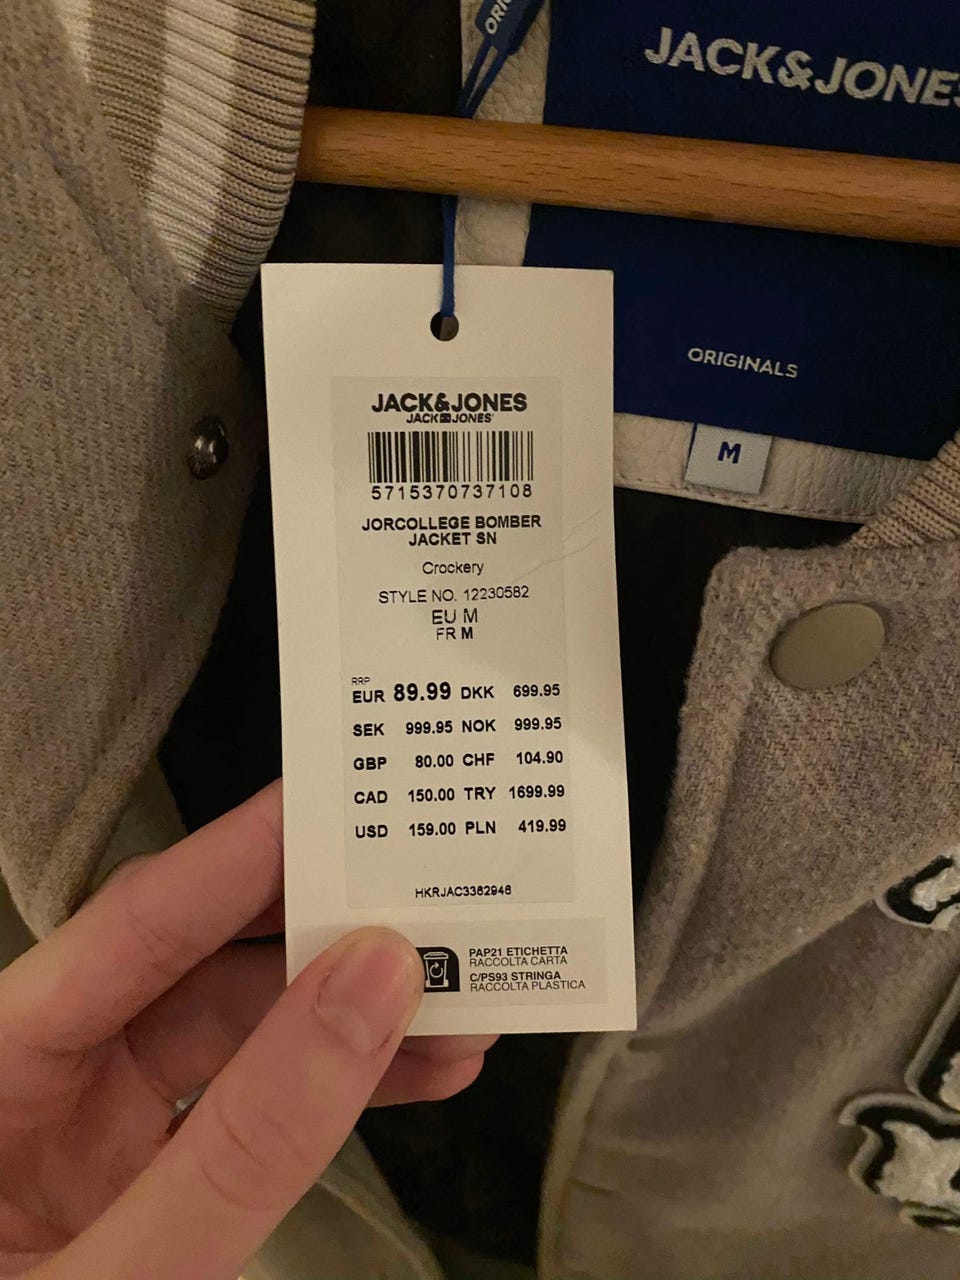 ORI
JACK&JONES
ORIGINALS
M
JACK&JONES
JACK JONES
5715370737108
JORCOLLEGE BOMBER
JACKET SN
Crockery
STYLE NO. 12230582
EU M
FR M
RRP
EUR 89.99 DKK 699.95
SEK 999.95 NOK 999.95
GBP 80.00 CHF 104.90
CAD 150.00 TRY 1699.99
USD 159.00 PLN 419.99
HKRJAC3362946
PAP21 ETICHETTA
RACCOLTA CARTA
C/PS93 STRINGA
RACCOLTA PLASTICA